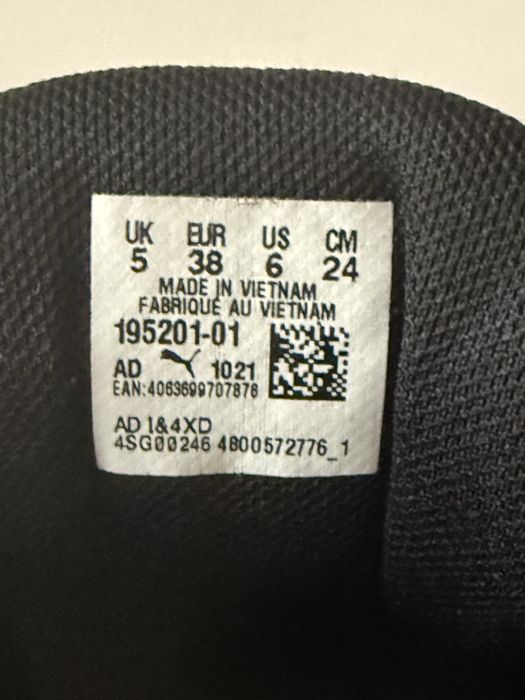 UK EUR US CM
5 38 6 24
MADE IN VIETNAM
FABRIQUÉ AU VIETNAM
195201-01
AD 1021
EAN:4063699707876
AD 1&4XD
4SG00246 4800572776_1